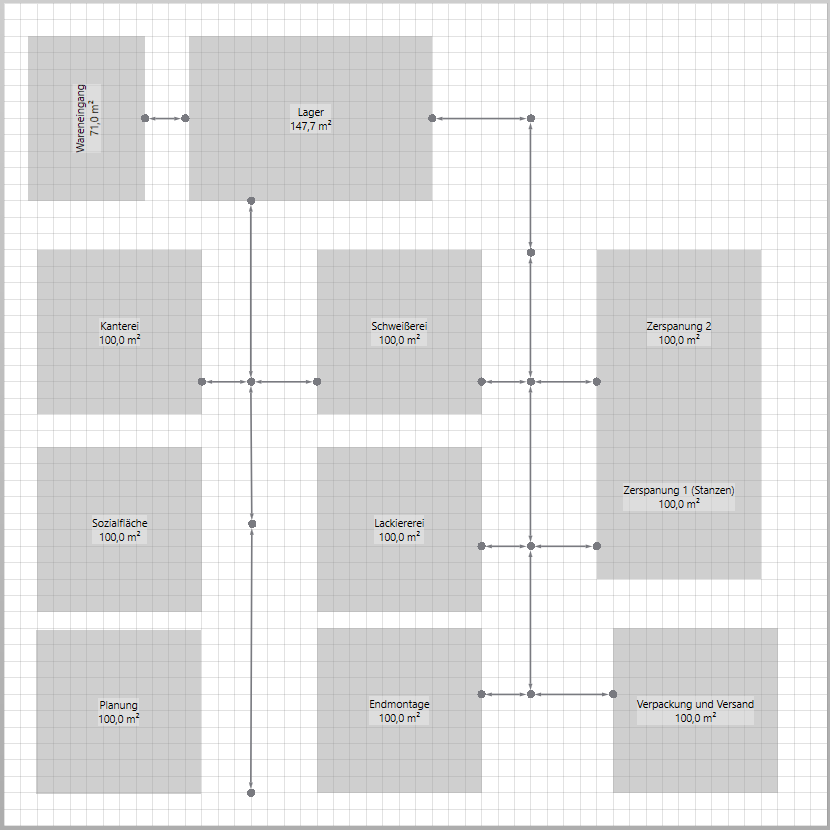 Wareneingang
71,0 m²
Lager
147,7 m²
Kanterei
100,0 m²
Schweißerei
100,0 m²
Zerspanung 2
100,0 m²
Sozialfläche
100,0 m²
Lackiererei
100,0 m²
Zerspanung 1 (Stanzen)
100,0 m²
Planung
100,0 m²
Endmontage
100,0 m²
Verpackung und Versand
100,0 m²